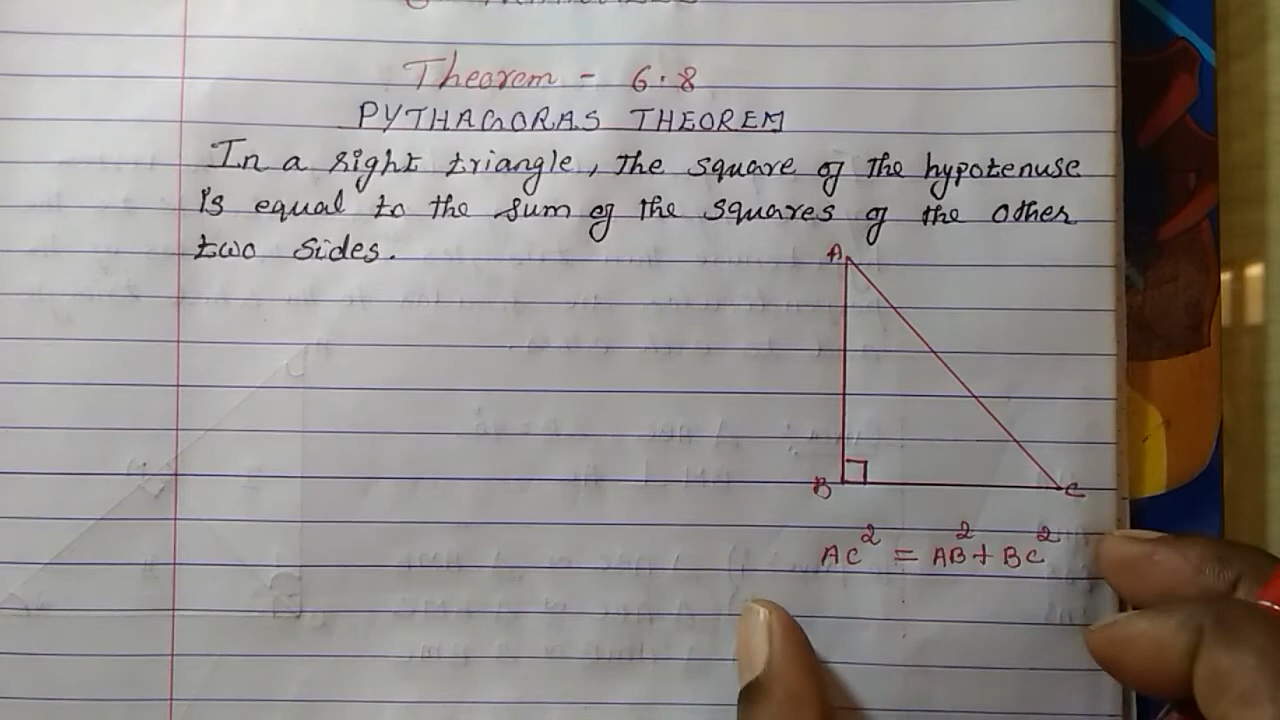 Theorem - 6.8
PYTHAGORAS THEOREM
In a right triangle, the square of the hypotenuse
is equal to the sum of the squares of the other
two sides.
A
B
C
AC² = AB² + BC²